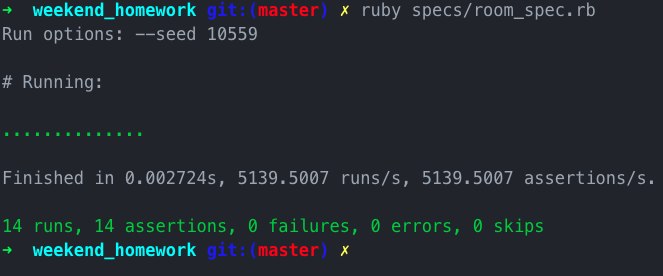 ➜  weekend_homework git:(master) ✗ ruby specs/room_spec.rb
Run options: --seed 10559
# Running:
..............
Finished in 0.002724s, 5139.5007 runs/s, 5139.5007 assertions/s.
14 runs, 14 assertions, 0 failures, 0 errors, 0 skips
➜  weekend_homework git:(master) ✗